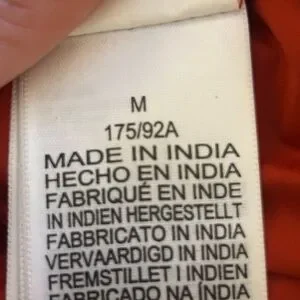 M
175/92A
MADE IN INDIA
HECHO EN INDIA
FABRIQUÉ EN INDE
IN INDIEN HERGESTELLT
FABBRICATO IN INDIA
VERVAARDIGD IN INDIA
FREMSTILLET I INDIEN
FABRICADO NA ÍNDIA